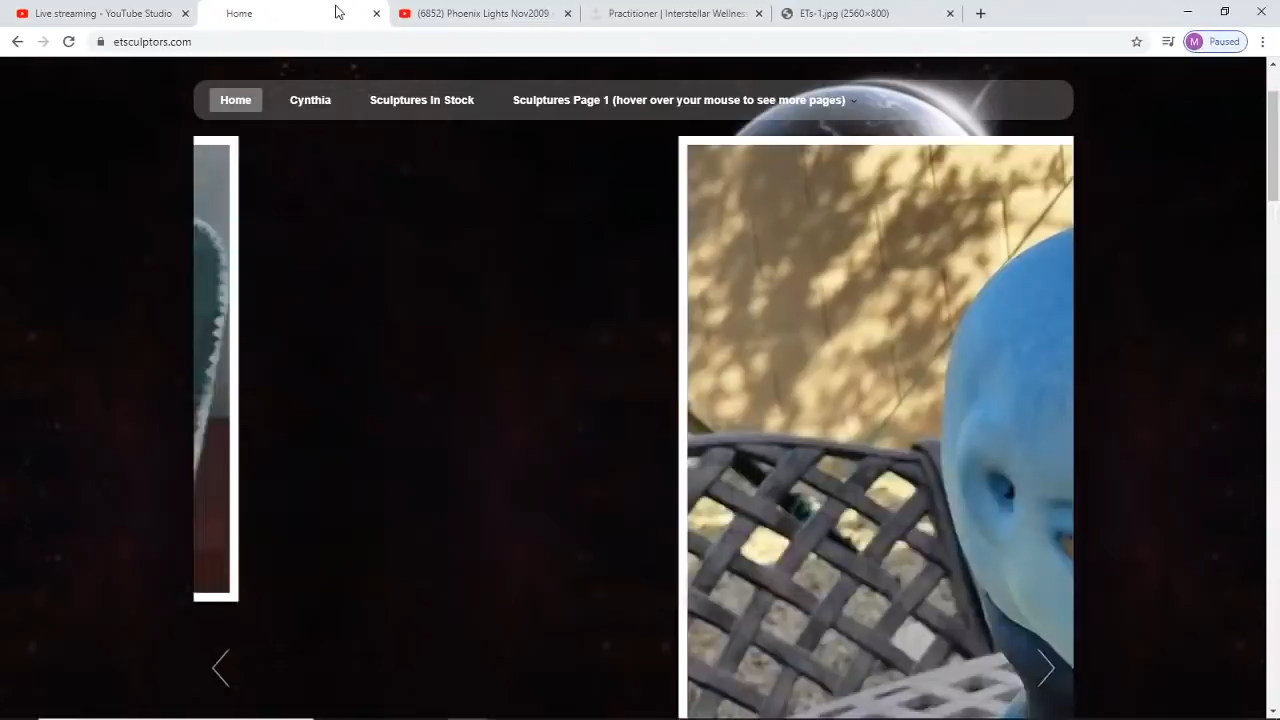 Live streaming - YouTube Studio
Home
(6852) Phoenix Lights Nov2009
Practitioner | Interstellar Wellnes
ETs-1.jpg (2560×800)
etsculptors.com
M Paused
Home
Cynthia
Sculptures In Stock
Sculptures Page 1 (hover over your mouse to see more pages)